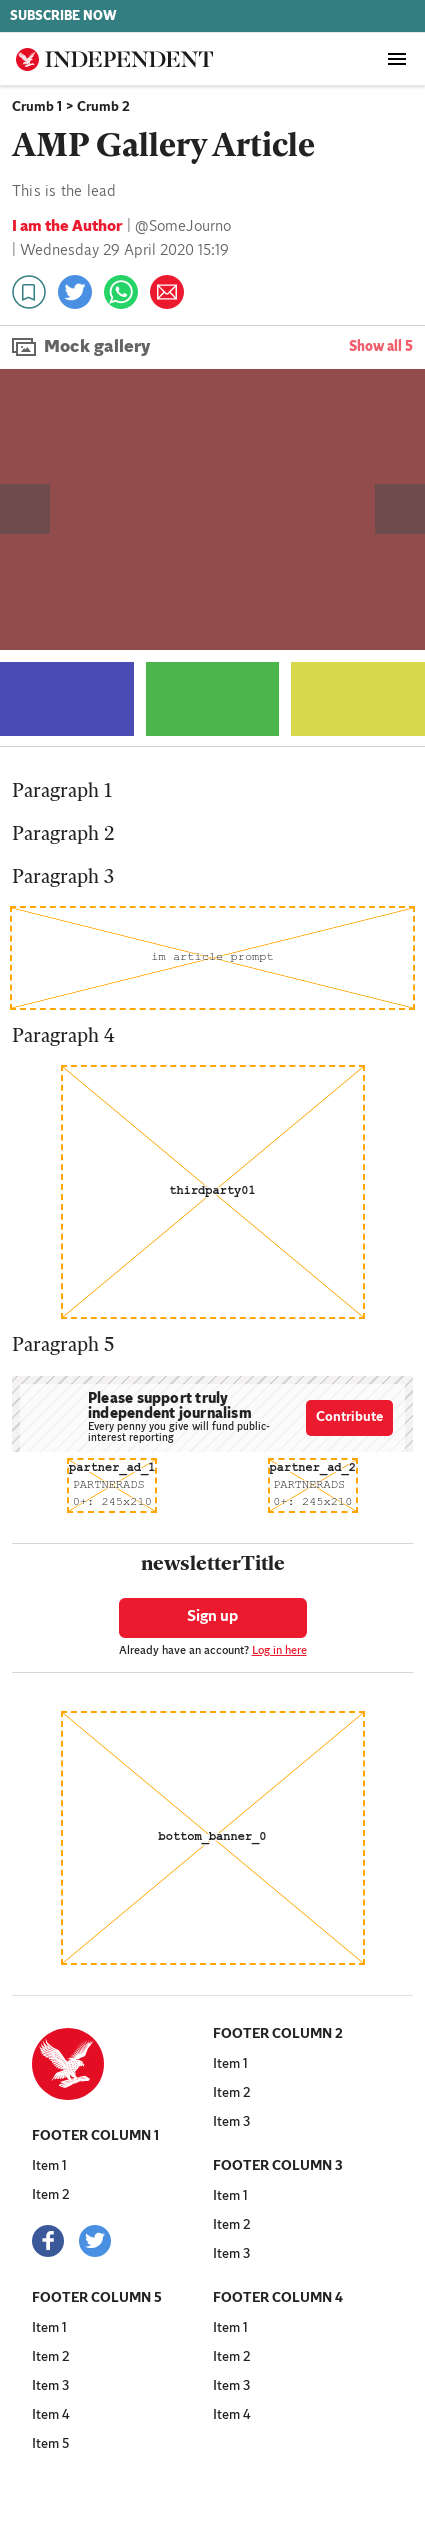 SUBSCRIBE NOW
INDEPENDENT
Crumb 1 > Crumb 2
AMP Gallery Article
This is the lead
I am the Author | @SomeJourno
| Wednesday 29 April 2020 15:19
Mock gallery
Show all 5
Paragraph 1
Paragraph 2
Paragraph 3
im article prompt
Paragraph 4
thirdparty01
Paragraph 5
Please support truly
independent journalism
Every penny you give will fund public-
interest reporting
Contribute
partner_ad_1
PARTNERADS
0+: 245x210
partner_ad_2
PARTNERADS
0+: 245x210
newsletterTitle
Sign up
Already have an account? Log in here
bottom_banner_0
FOOTER COLUMN 1
Item 1
Item 2
FOOTER COLUMN 2
Item 1
Item 2
Item 3
FOOTER COLUMN 3
Item 1
Item 2
Item 3
FOOTER COLUMN 5
Item 1
Item 2
Item 3
Item 4
Item 5
FOOTER COLUMN 4
Item 1
Item 2
Item 3
Item 4